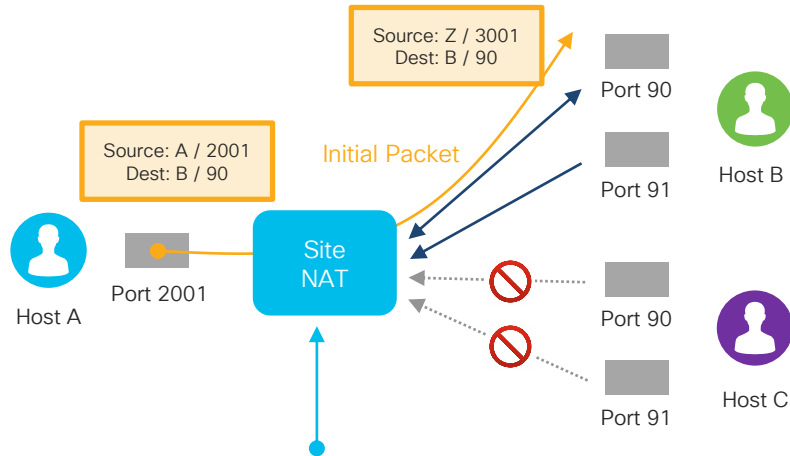 Source: Z / 3001
Dest: B / 90
Port 90
Source: A / 2001
Dest: B / 90
Initial Packet
Host B
Port 91
Site
NAT
Port 2001
Host A
Port 90
Host C
Port 91